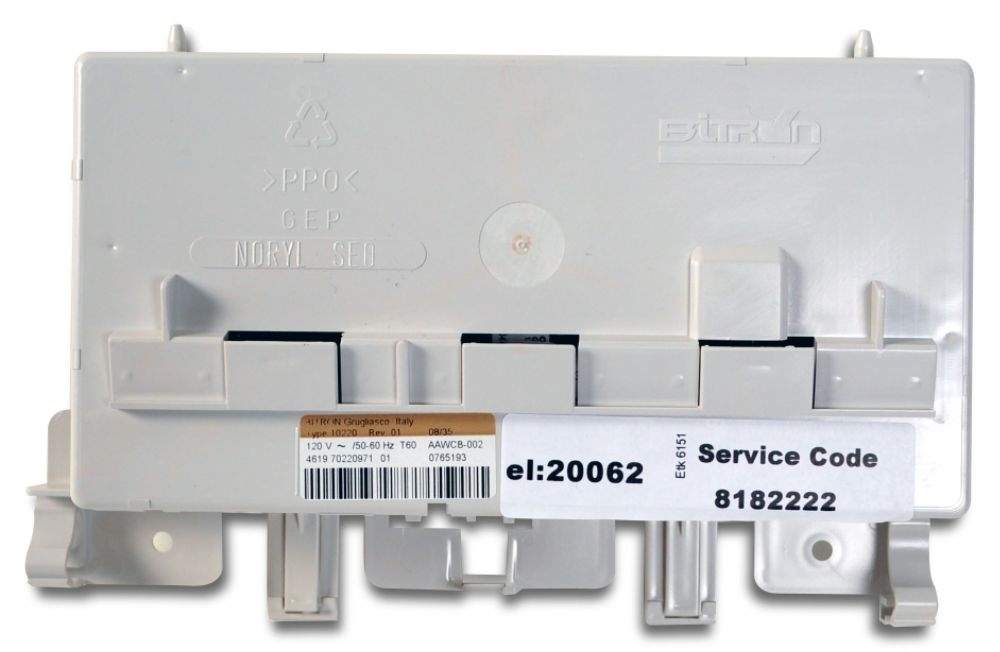 BITRON
>PPO<
GEP
NORYL SE0
BITRON Grugliasco Italy
Type 10220 Rev. 01 08/35
120 V ~ /50-60 Hz T60 AAWCB-002
4619 70220971 01 0765193
el:20062
Etk 6151
Service Code
8182222